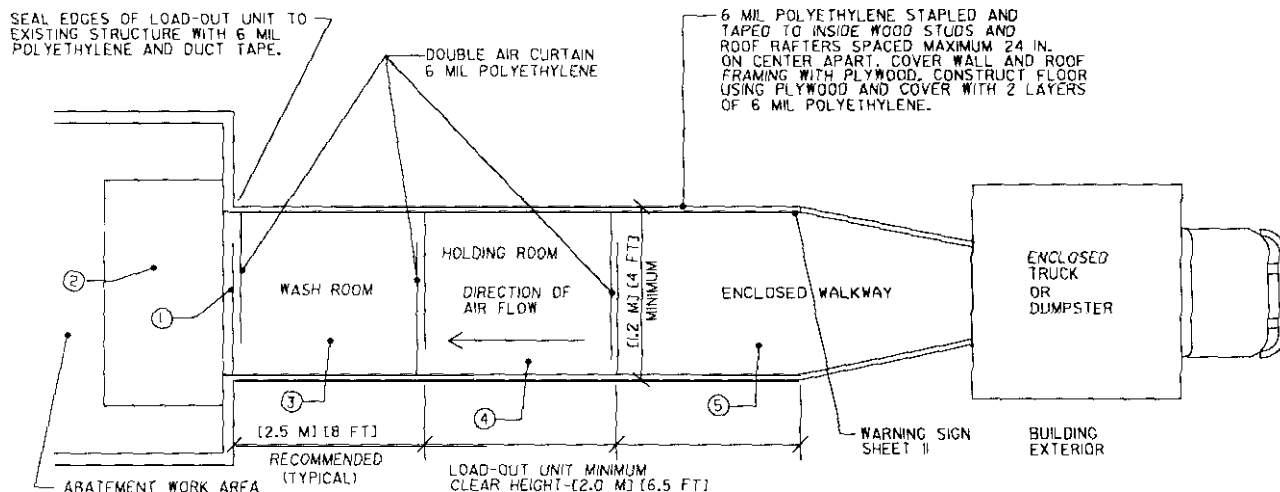 SEAL EDGES OF LOAD-OUT UNIT TO
EXISTING STRUCTURE WITH 6 MIL
POLYETHYLENE AND DUCT TAPE.
DOUBLE AIR CURTAIN
6 MIL POLYETHYLENE
6 MIL POLYETHYLENE STAPLED AND
TAPED TO INSIDE WOOD STUDS AND
ROOF RAFTERS SPACED MAXIMUM 24 IN.
ON CENTER APART. COVER WALL AND ROOF
FRAMING WITH PLYWOOD. CONSTRUCT FLOOR
USING PLYWOOD AND COVER WITH 2 LAYERS
OF 6 MIL POLYETHYLENE.
2
1
WASH ROOM
3
HOLDING ROOM
DIRECTION OF
AIR FLOW
4
[1.2 M] [4 FT]
MINIMUM
ENCLOSED WALKWAY
5
ENCLOSED
TRUCK
OR
DUMPSTER
[2.5 M] [8 FT]
RECOMMENDED
(TYPICAL)
LOAD-OUT UNIT MINIMUM
CLEAR HEIGHT-[2.0 M] [6.5 FT]
WARNING SIGN
SHEET 11
BUILDING
EXTERIOR
ABATEMENT WORK AREA